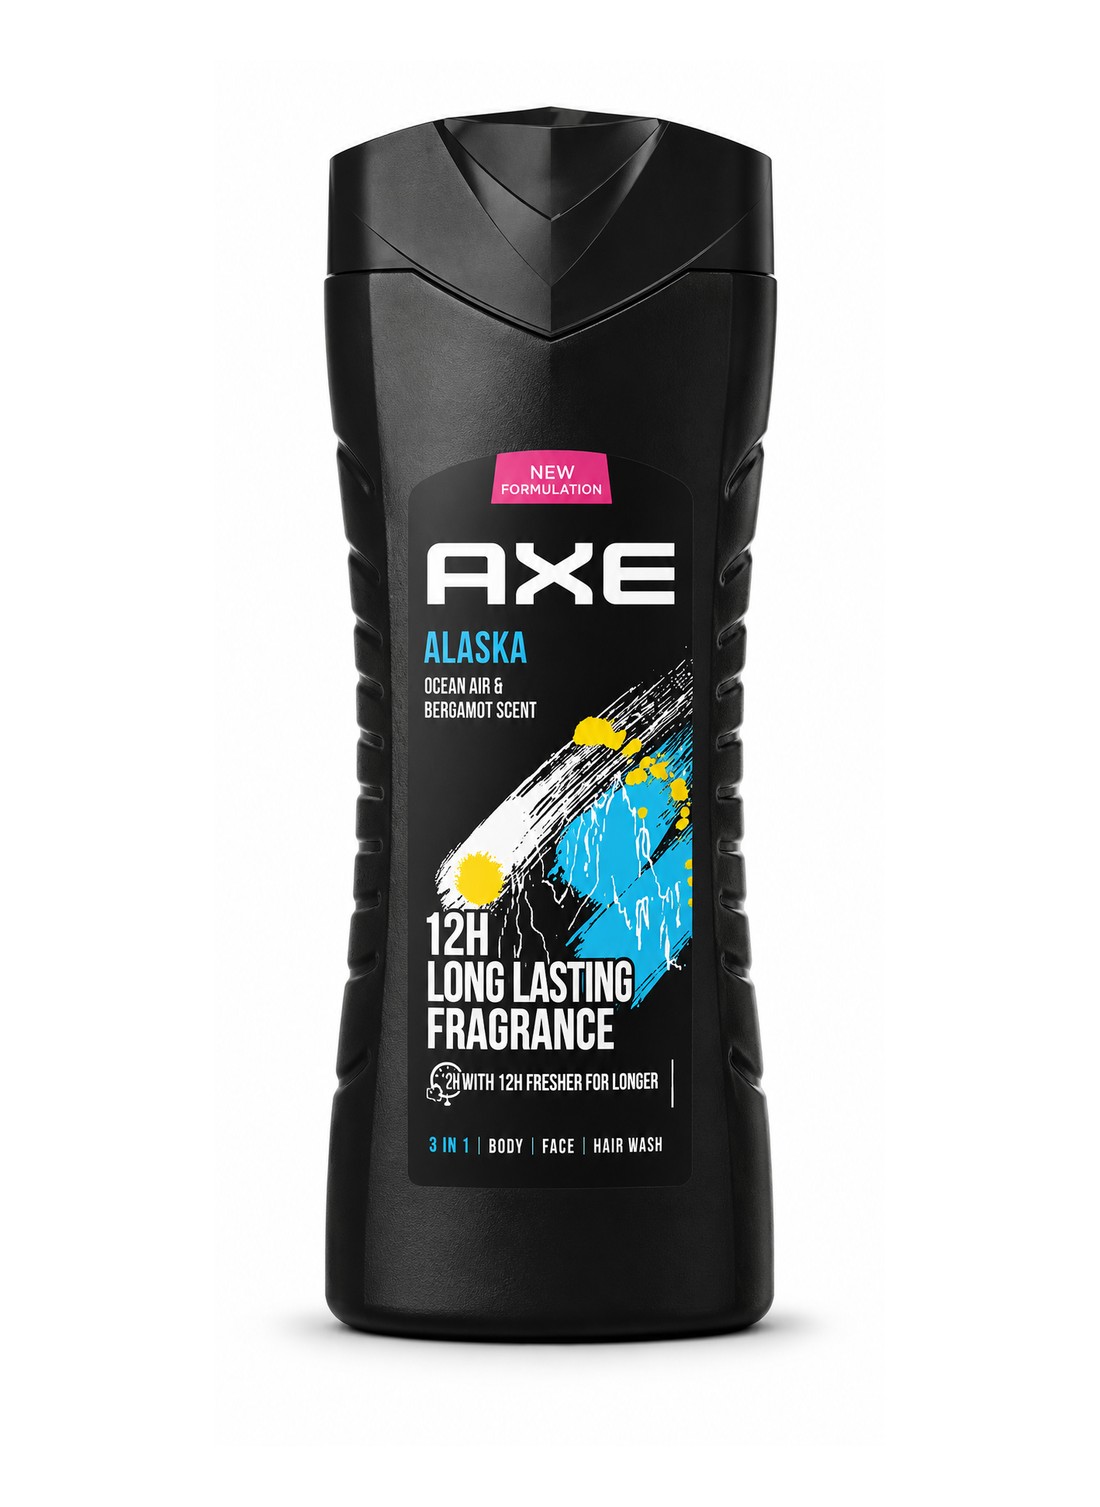 NEW
FORMULATION
AXE
ALASKA
OCEAN AIR &
BERGAMOT SCENT
12H
LONG LASTING
FRAGRANCE
2H WITH 12H FRESHER FOR LONGER
3 IN 1 | BODY | FACE | HAIR WASH